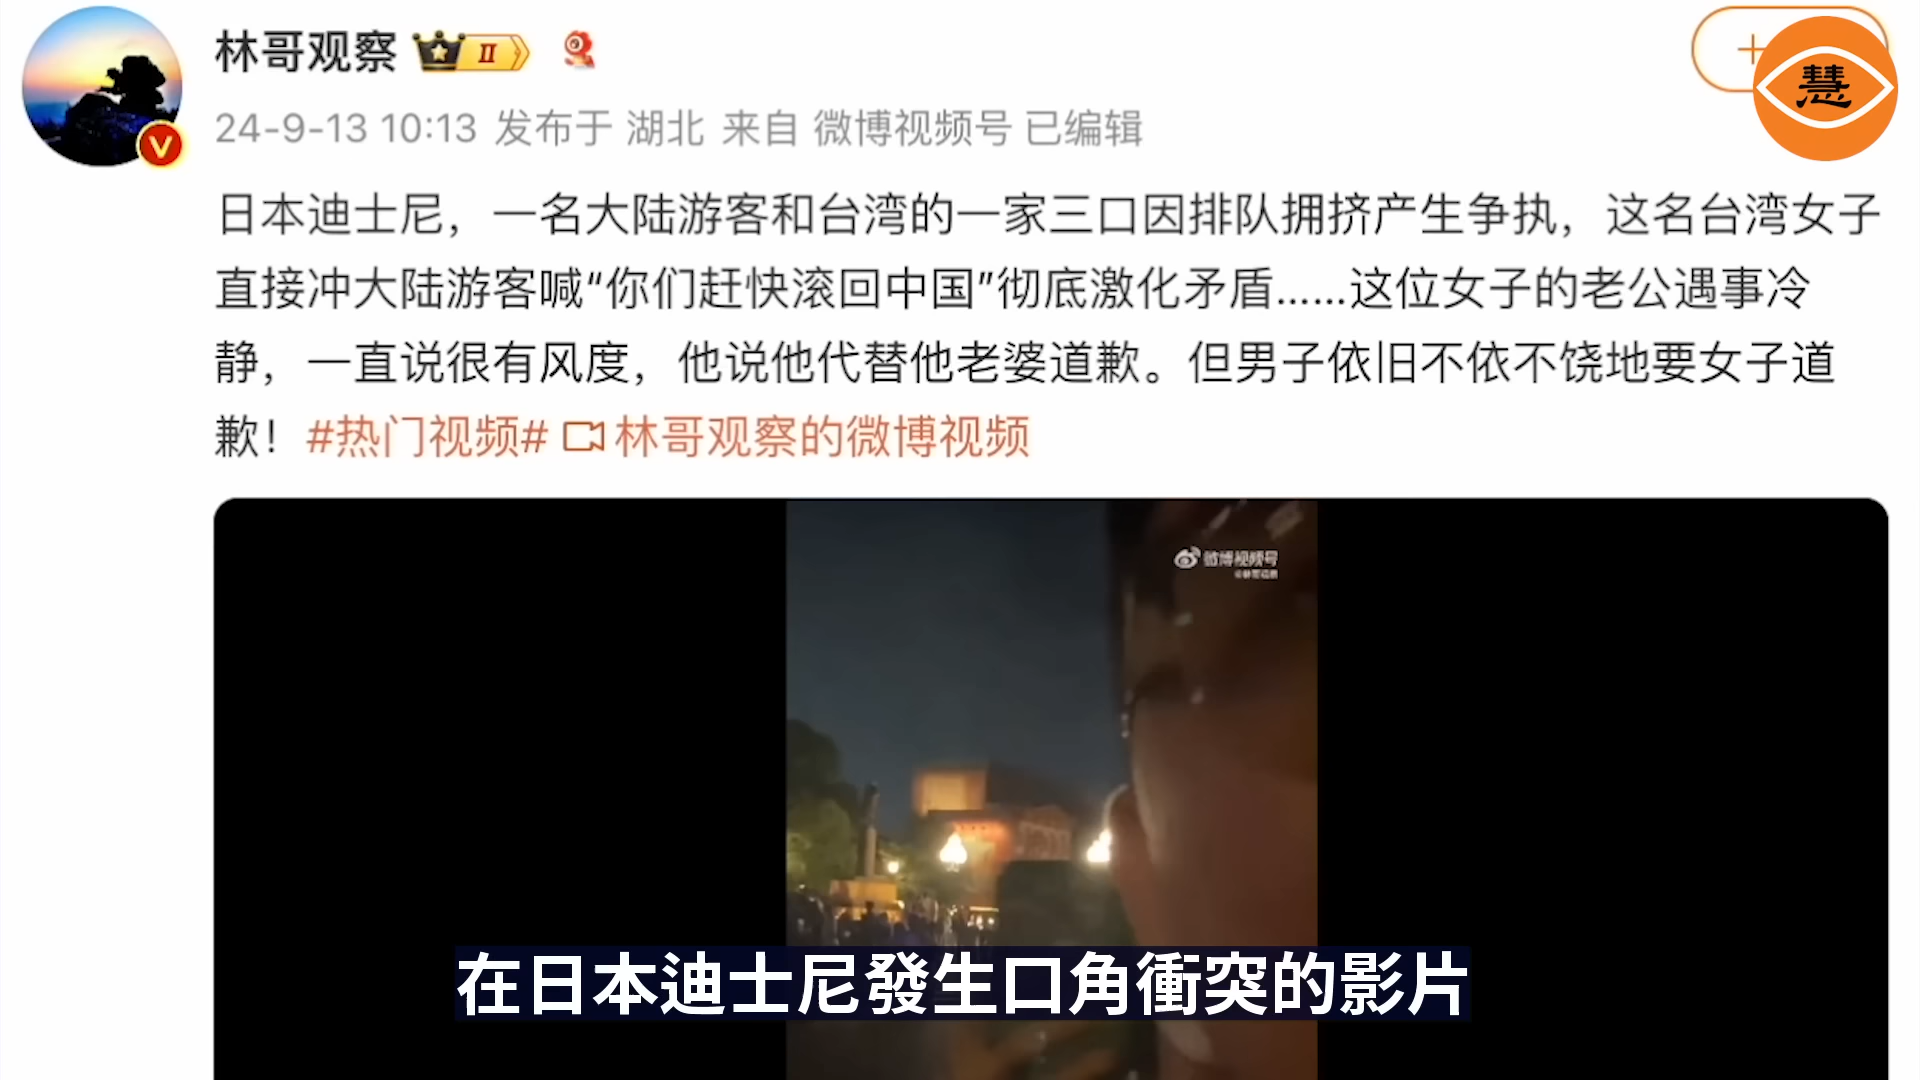 林哥观察
II
慧
24-9-13 10:13 发布于 湖北 来自 微博视频号 已编辑
日本迪士尼，一名大陆游客和台湾的一家三口因排队拥挤产生争执，这名台湾女子
直接冲大陆游客喊“你们赶快滚回中国”彻底激化矛盾……这位女子的老公遇事冷
静，一直说很有风度，他说他代替他老婆道歉。但男子依旧不依不饶地要女子道
歉！#热门视频# 林哥观察的微博视频
微博视频号
在日本迪士尼發生口角衝突的影片